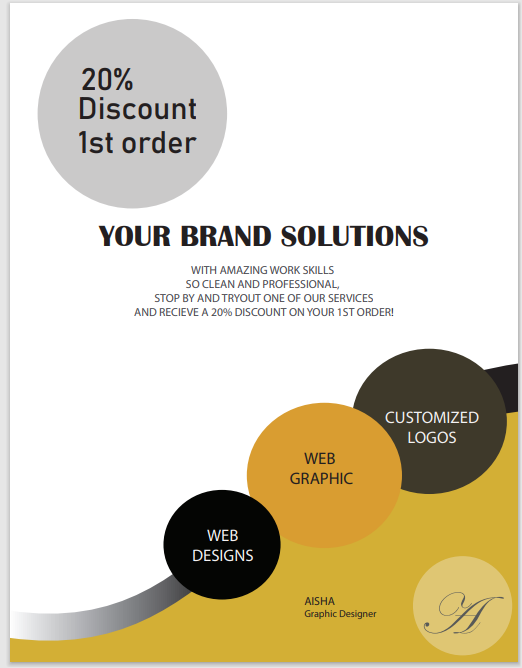 20%
Discount
1st order
YOUR BRAND SOLUTIONS
WITH AMAZING WORK SKILLS
SO CLEAN AND PROFESSIONAL,
STOP BY AND TRYOUT ONE OF OUR SERVICES
AND RECIEVE A 20% DISCOUNT ON YOUR 1ST ORDER!
CUSTOMIZED
LOGOS
WEB
GRAPHIC
WEB
DESIGNS
AISHA
Graphic Designer